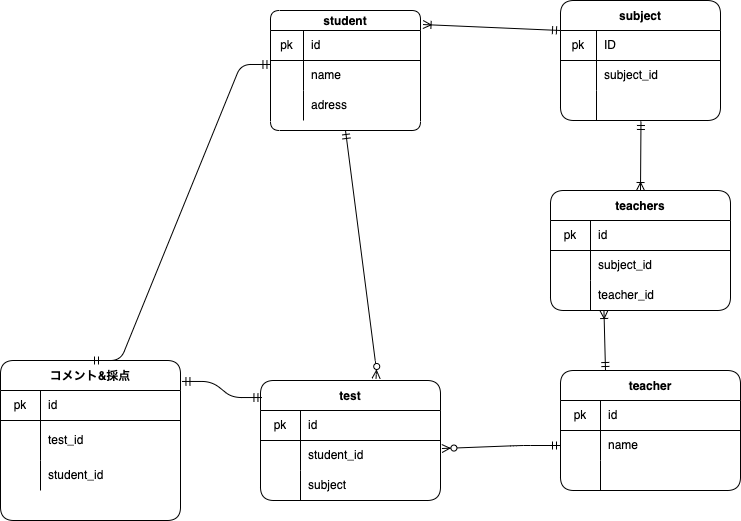 student
pk id
name
adress
subject
pk ID
subject_id
teachers
pk id
subject_id
teacher_id
コメント&採点
pk id
test_id
student_id
test
pk id
student_id
subject
teacher
pk id
name